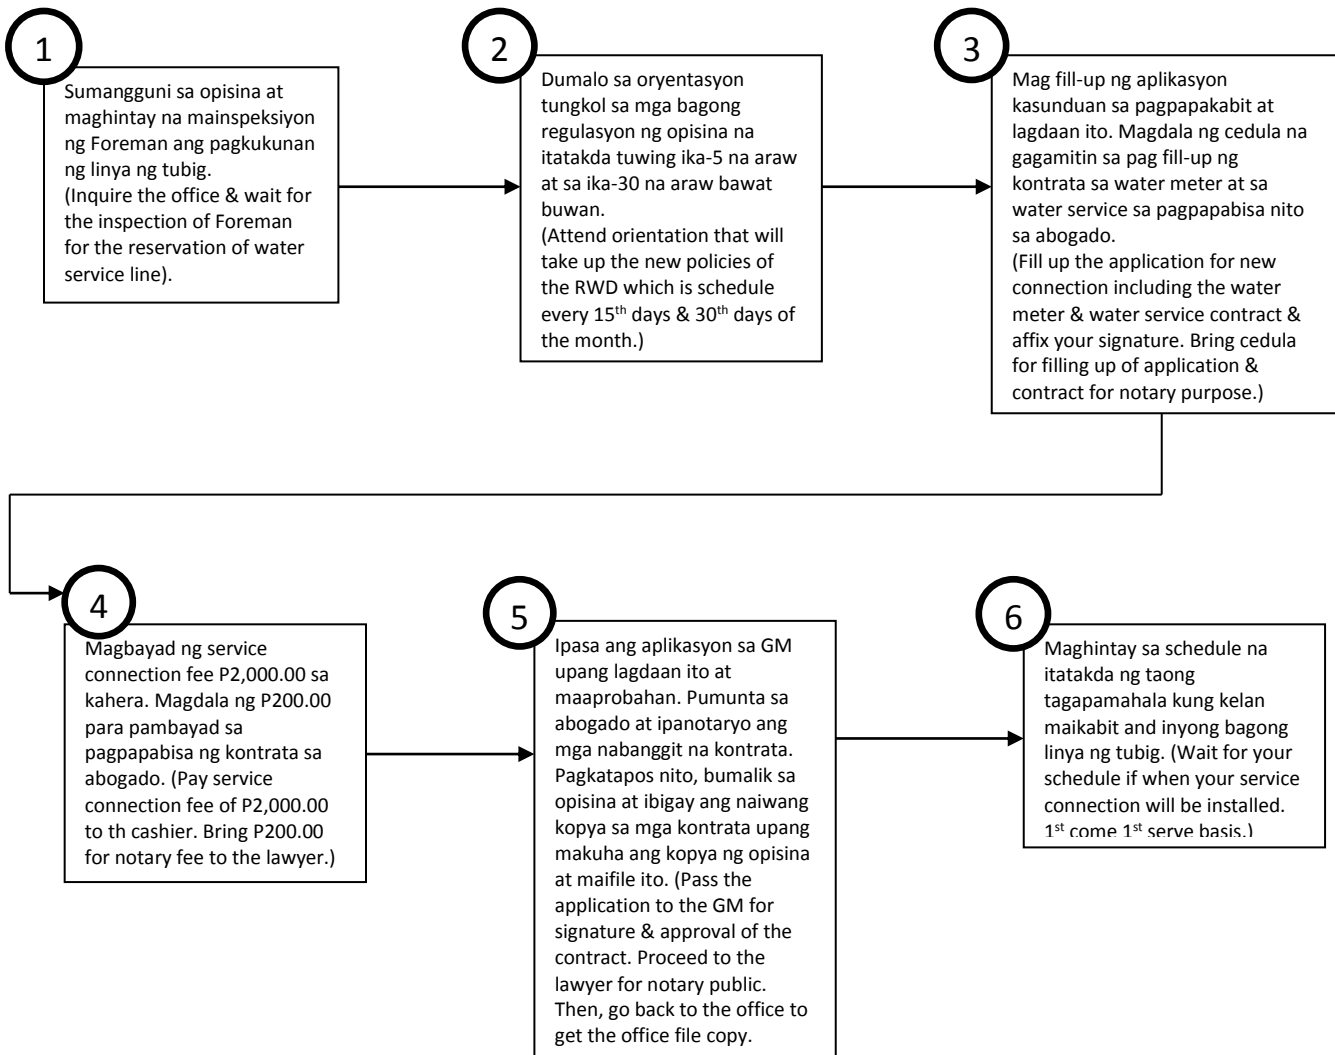 1
Sumangguni sa opisina at
maghintay na mainspeksiyon
ng Foreman ang pagkukunan
ng linya ng tubig.
(Inquire the office & wait for
the inspection of Foreman
for the reservation of water
service line).
2
Dumalo sa oryentasyon
tungkol sa mga bagong
regulasyon ng opisina na
itatakda tuwing ika-5 na araw
at sa ika-30 na araw bawat
buwan.
(Attend orientation that will
take up the new policies of
the RWD which is schedule
every 15th days & 30th days of
the month.)
3
Mag fill-up ng aplikasyon
kasunduan sa pagpapakabit at
lagdaan ito. Magdala ng cedula na
gagamitin sa pag fill-up ng
kontrata sa water meter at sa
water service sa pagpapabisa nito
sa abogado.
(Fill up the application for new
connection including the water
meter & water service contract &
affix your signature. Bring cedula
for filling up of application &
contract for notary purpose.)
4
Magbayad ng service
connection fee P2,000.00 sa
kahera. Magdala ng P200.00
para pambayad sa
pagpapabisa ng kontrata sa
abogado. (Pay service
connection fee of P2,000.00
to th cashier. Bring P200.00
for notary fee to the lawyer.)
5
Ipasa ang aplikasyon sa GM
upang lagdaan ito at
maaprobahan. Pumunta sa
abogado at ipanotaryo ang
mga nabanggit na kontrata.
Pagkatapos nito, bumalik sa
opisina at ibigay ang naiwang
kopya sa mga kontrata upang
makuha ang kopya ng opisina
at maifile ito. (Pass the
application to the GM for
signature & approval of the
contract. Proceed to the
lawyer for notary public.
Then, go back to the office to
get the office file copy.
6
Maghintay sa schedule na
itatakda ng taong
tagapamahala kung kelan
maikabit and inyong bagong
linya ng tubig. (Wait for your
schedule if when your service
connection will be installed.
1st come 1st serve basis.)